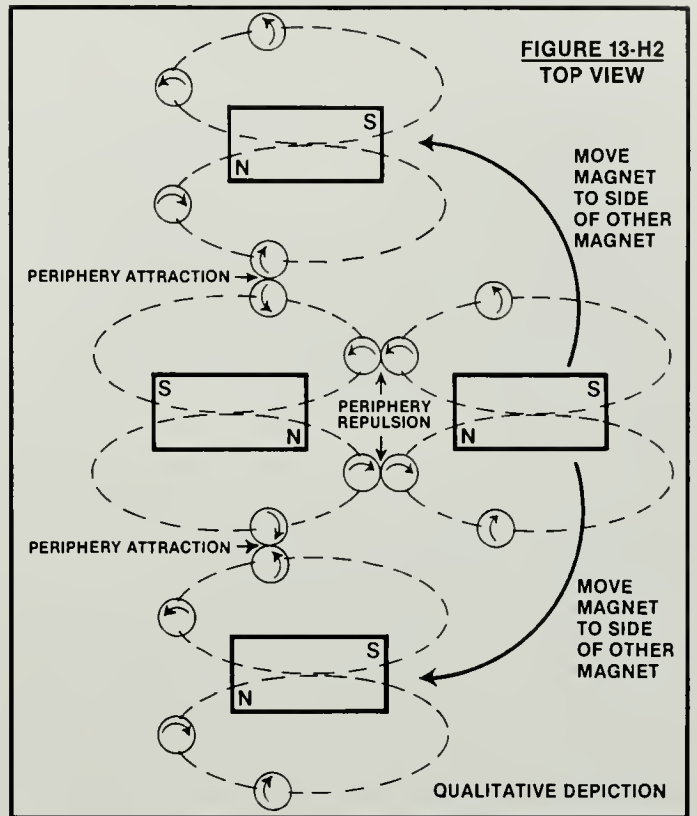 FIGURE 13-H2
TOP VIEW
S
N
MOVE
MAGNET
TO SIDE
OF OTHER
MAGNET
PERIPHERY ATTRACTION
S
N
PERIPHERY
REPULSION
S
N
PERIPHERY ATTRACTION
MOVE
MAGNET
TO SIDE
OF OTHER
MAGNET
S
N
QUALITATIVE DEPICTION